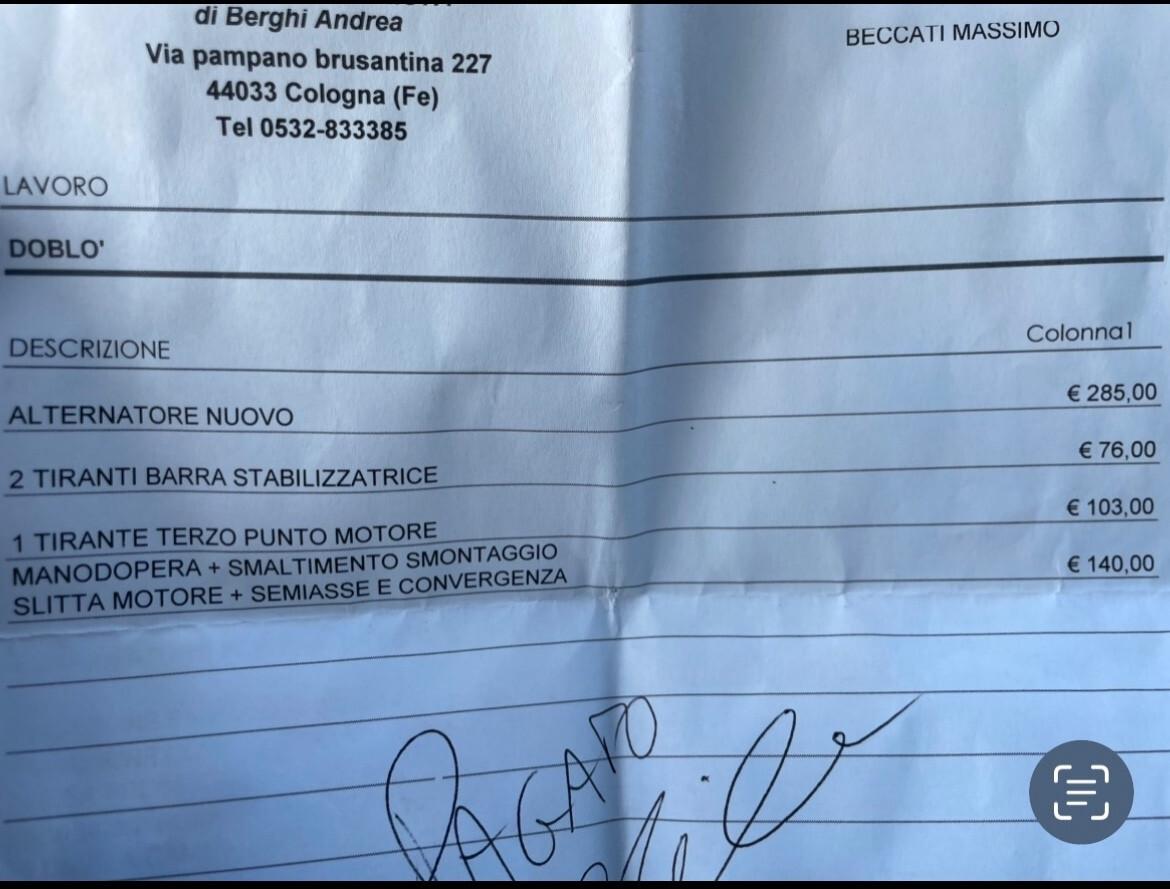 di Berghi Andrea
Via pampano brusantina 227
44033 Cologna (Fe)
Tel 0532-833385
BECCATI MASSIMO
LAVORO
DOBLO'
DESCRIZIONE Colonna1
ALTERNATORE NUOVO € 285,00
2 TIRANTI BARRA STABILIZZATRICE € 76,00
1 TIRANTE TERZO PUNTO MOTORE € 103,00
MANODOPERA + SMALTIMENTO SMONTAGGIO
SLITTA MOTORE + SEMIASSE E CONVERGENZA € 140,00
PAGATO